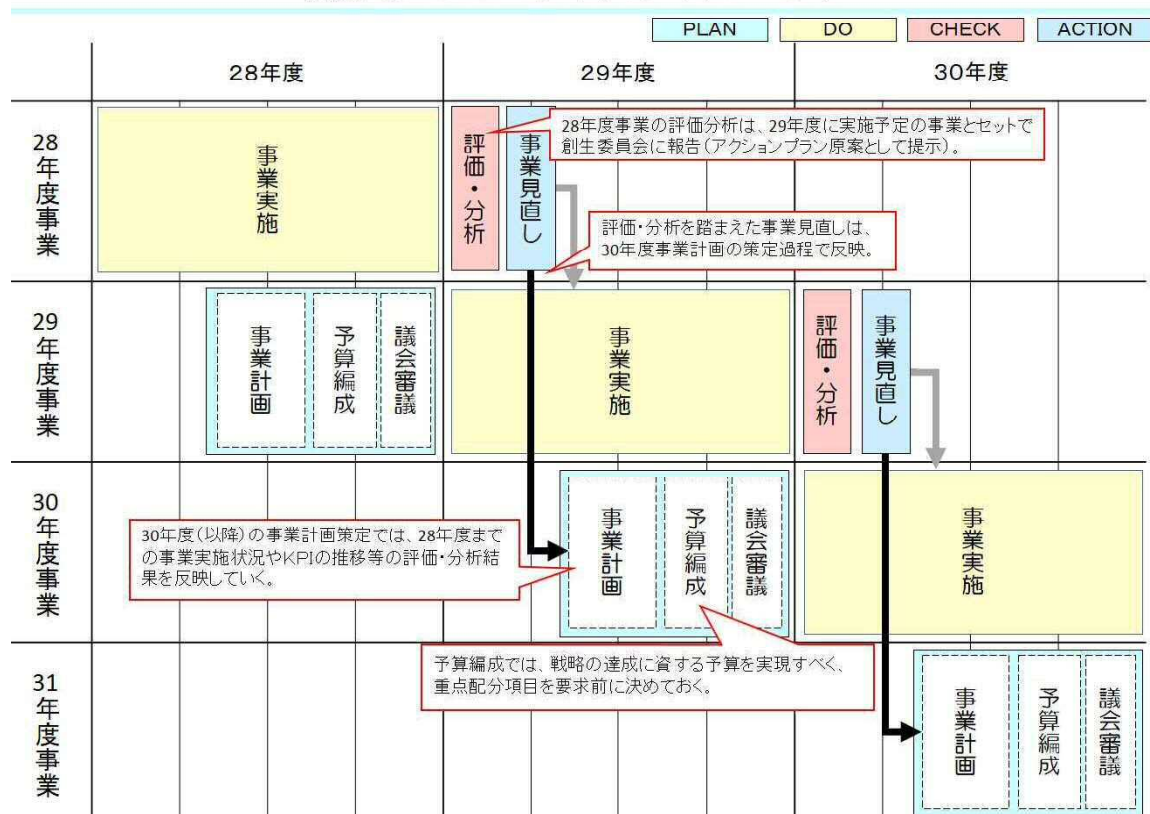 PLAN
DO
CHECK
ACTION
28年度
29年度
30年度
28年度事業
事業実施
評価・分析
事業見直し
28年度事業の評価分析は、29年度に実施予定の事業とセットで
創生委員会に報告(アクションプラン原案として提示)。
評価・分析を踏まえた事業見直しは、
30年度事業計画の策定過程で反映。
29年度事業
事業計画
予算編成
議会審議
事業実施
評価・分析
事業見直し
30年度事業
30年度(以降)の事業計画策定では、28年度まで
の事業実施状況やKPIの推移等の評価・分析結
果を反映していく。
事業計画
予算編成
議会審議
事業実施
予算編成では、戦略の達成に資する予算を実現すべく、
重点配分項目を要求前に決めておく。
31年度事業
事業計画
予算編成
議会審議